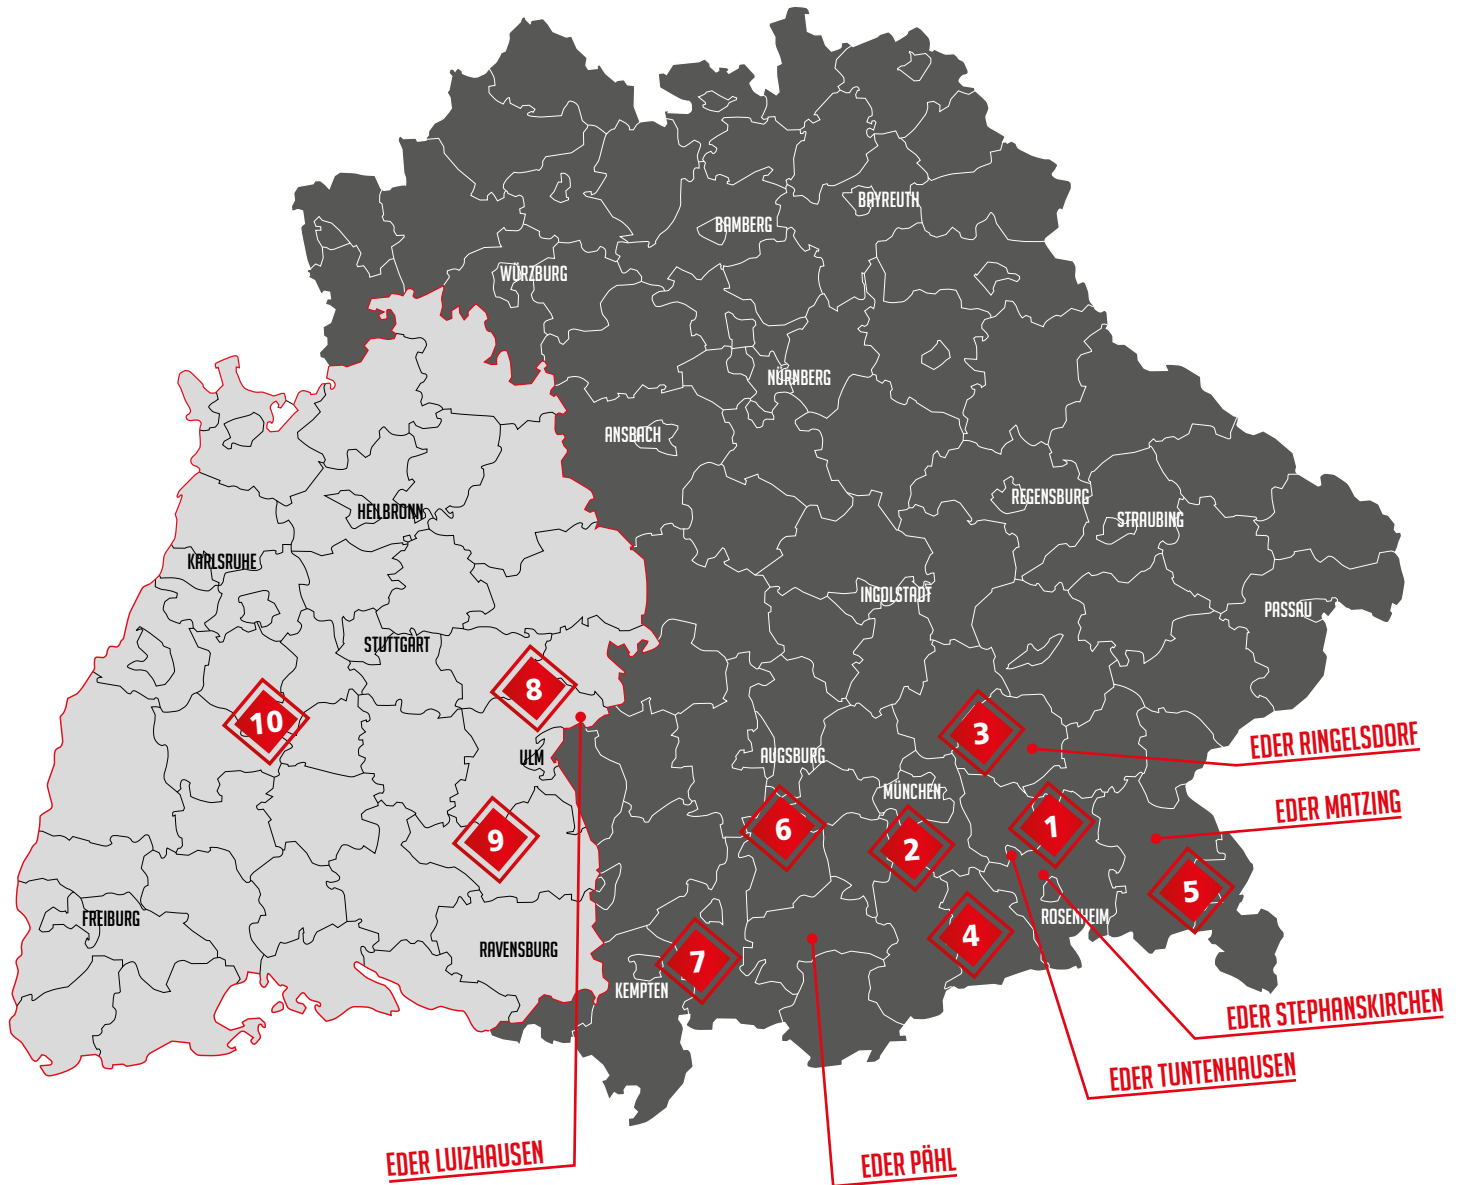 BAYREUTH
BAMBERG
WÜRZBURG
NÜRNBERG
ANSBACH
REGENSBURG
HEILBRONN
STRAUBING
KARLSRUHE
INGOLSTADT
PASSAU
STUTTGART
8
10
3
EDER RINGELSDORF
ULM
AUGSBURG
MÜNCHEN
EDER MATZING
6
1
9
2
5
FREIBURG
ROSENHEIM
4
RAVENSBURG
7
KEMPTEN
EDER STEPHANSKIRCHEN
EDER TUNTENHAUSEN
EDER LUIZHAUSEN
EDER PÄHL